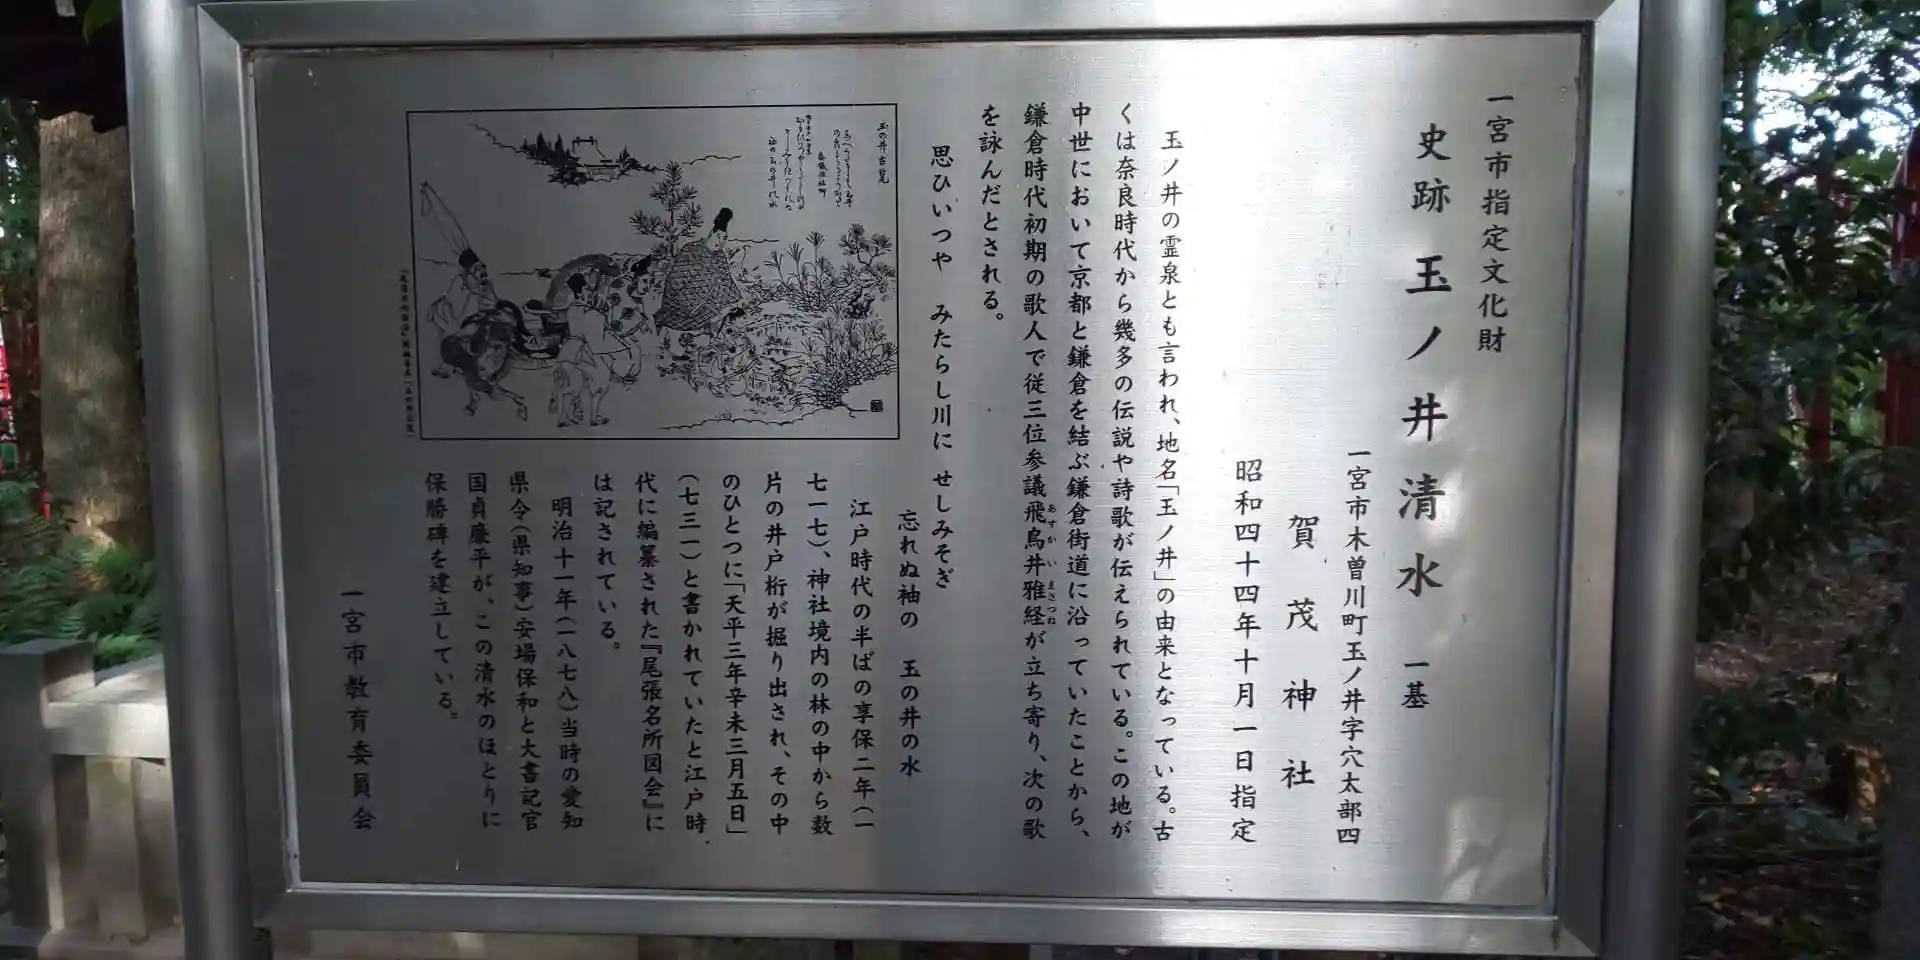 一宮市指定文化財
史跡 玉ノ井清水 一基
一宮市木曽川町玉ノ井字穴太部四
賀茂神社
昭和四十四年十月一日指定
玉ノ井の霊泉とも言われ、地名「玉ノ井」の由来となっている。古
くは奈良時代から幾多の伝説や詩歌が伝えられている。この地が
中世において京都と鎌倉を結ぶ鎌倉街道に沿っていたことから、
鎌倉時代初期の歌人で従三位参議飛鳥井雅経が立ち寄り、次の歌
あすかいまさつね
を詠んだとされる。
思ひいつや みたらし川に せしみそぎ
忘れぬ袖の 玉の井の水
江戸時代の半ばの享保二年(一
七一七)、神社境内の林の中から数
片の井戸桁が掘り出され、その中
のひとつに「天平三年辛未三月五日」
(七三一)と書かれていたと江戸時
代に編纂された『尾張名所図会』に
は記されている。
明治十一年(一八七八)当時の愛知
県令(県知事)安場保和と大書記官
国貞廉平が、この清水のほとりに
保勝碑を建立している。
一宮市教育委員会
玉の井古覧